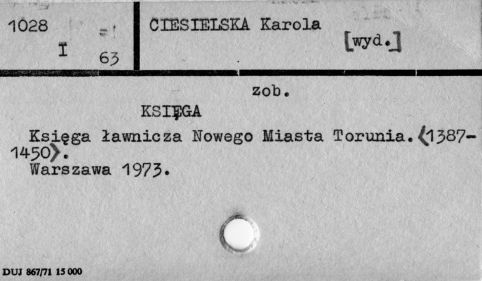 1028
I
63
CIESIELSKA Karola
[wyd.]
zob.
KSIĘGA
Księga ławnicza Nowego Miasta Torunia. <1387-
1450>.
Warszawa 1973.
DUJ 867/71 15 000